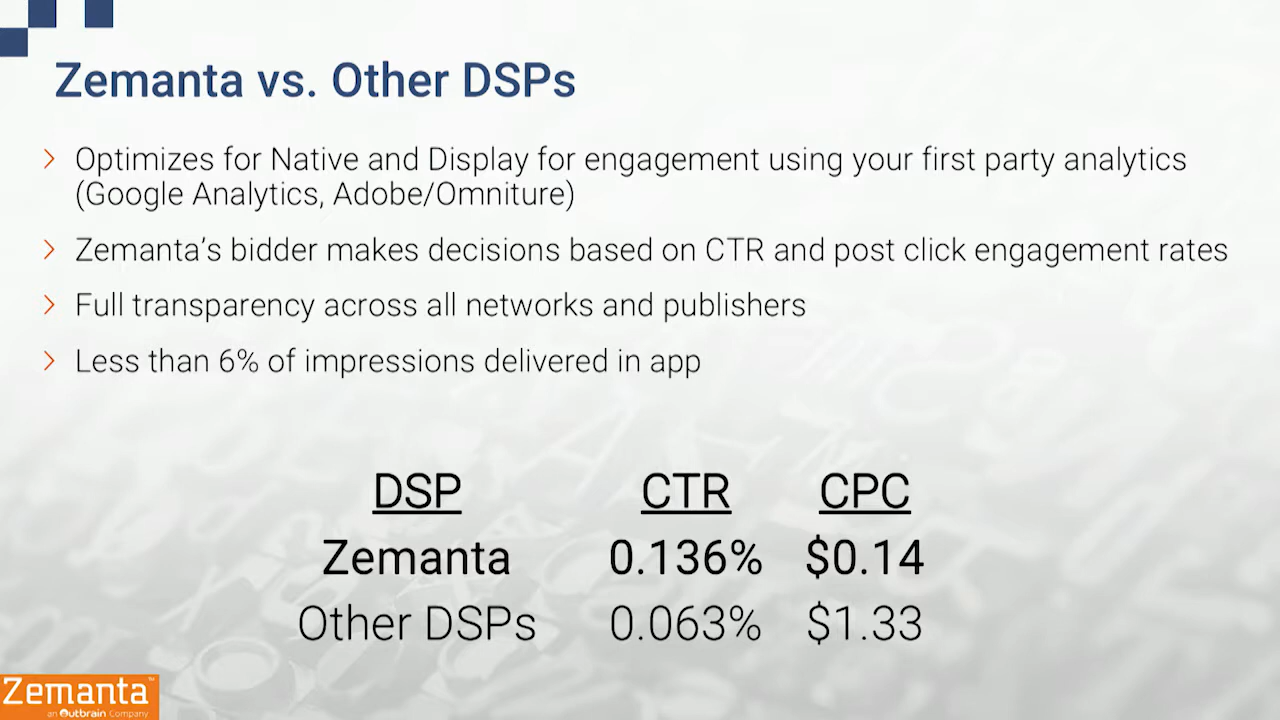 Zemanta vs. Other DSPs
Optimizes for Native and Display for engagement using your first party analytics
(Google Analytics, Adobe/Omniture)
Zemanta’s bidder makes decisions based on CTR and post click engagement rates
Full transparency across all networks and publishers
Less than 6% of impressions delivered in app
DSP CTR CPC
Zemanta 0.136% $0.14
Other DSPs 0.063% $1.33
Zemanta™
an Outbrain Company